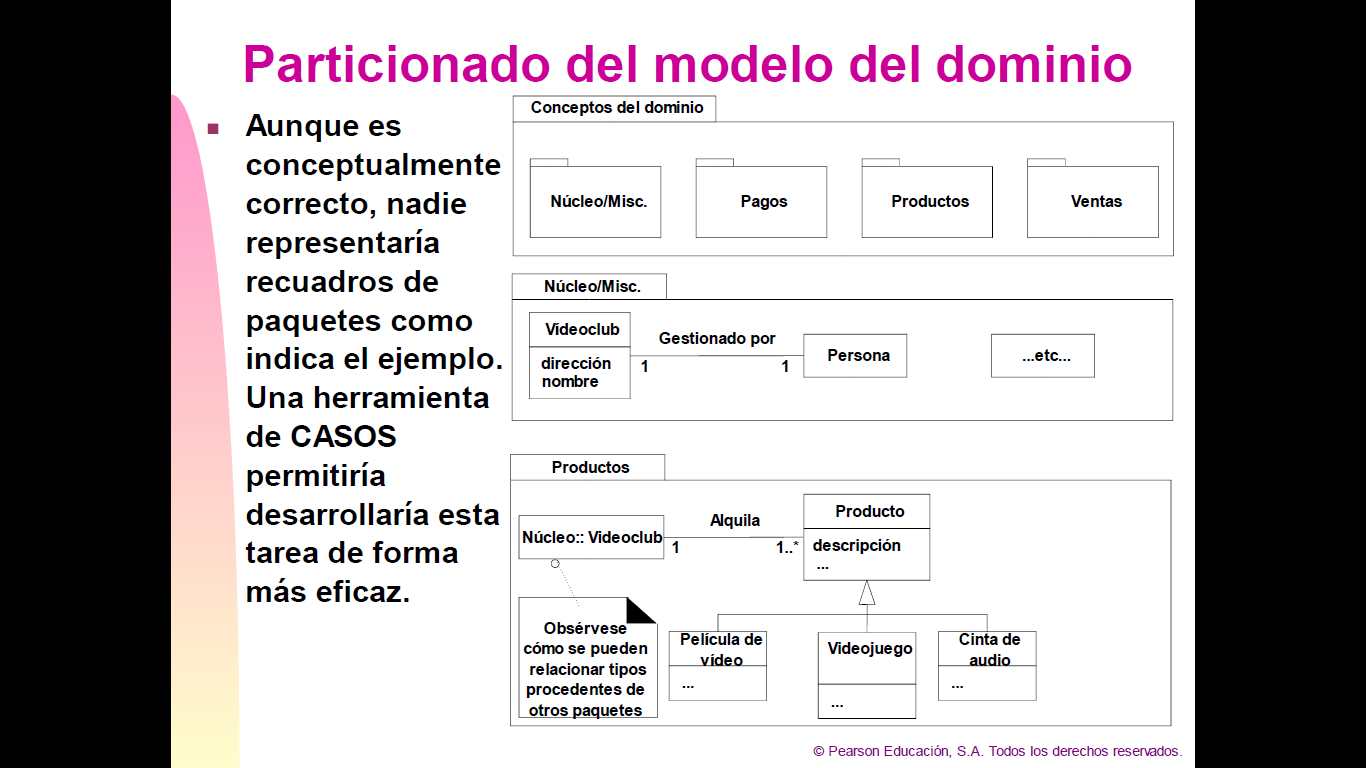 Particionado del modelo del dominio
Aunque es
conceptualmente
correcto, nadie
representaría
recuadros de
paquetes como
indica el ejemplo.
Una herramienta
de CASOS
permitiría
desarrollaría esta
tarea de forma
más eficaz.
Conceptos del dominio
Núcleo/Misc.
Pagos
Productos
Ventas
Núcleo/Misc.
Videoclub
dirección
nombre
Gestionado por
1
1
Persona
...etc...
Productos
Núcleo:: Videoclub
Alquila
1
1..*
Producto
descripción
...
Obsérvese
cómo se pueden
relacionar tipos
procedentes de
otros paquetes
Película de
vídeo
...
Videojuego
...
Cinta de
audio
...
© Pearson Educación, S.A. Todos los derechos reservados.